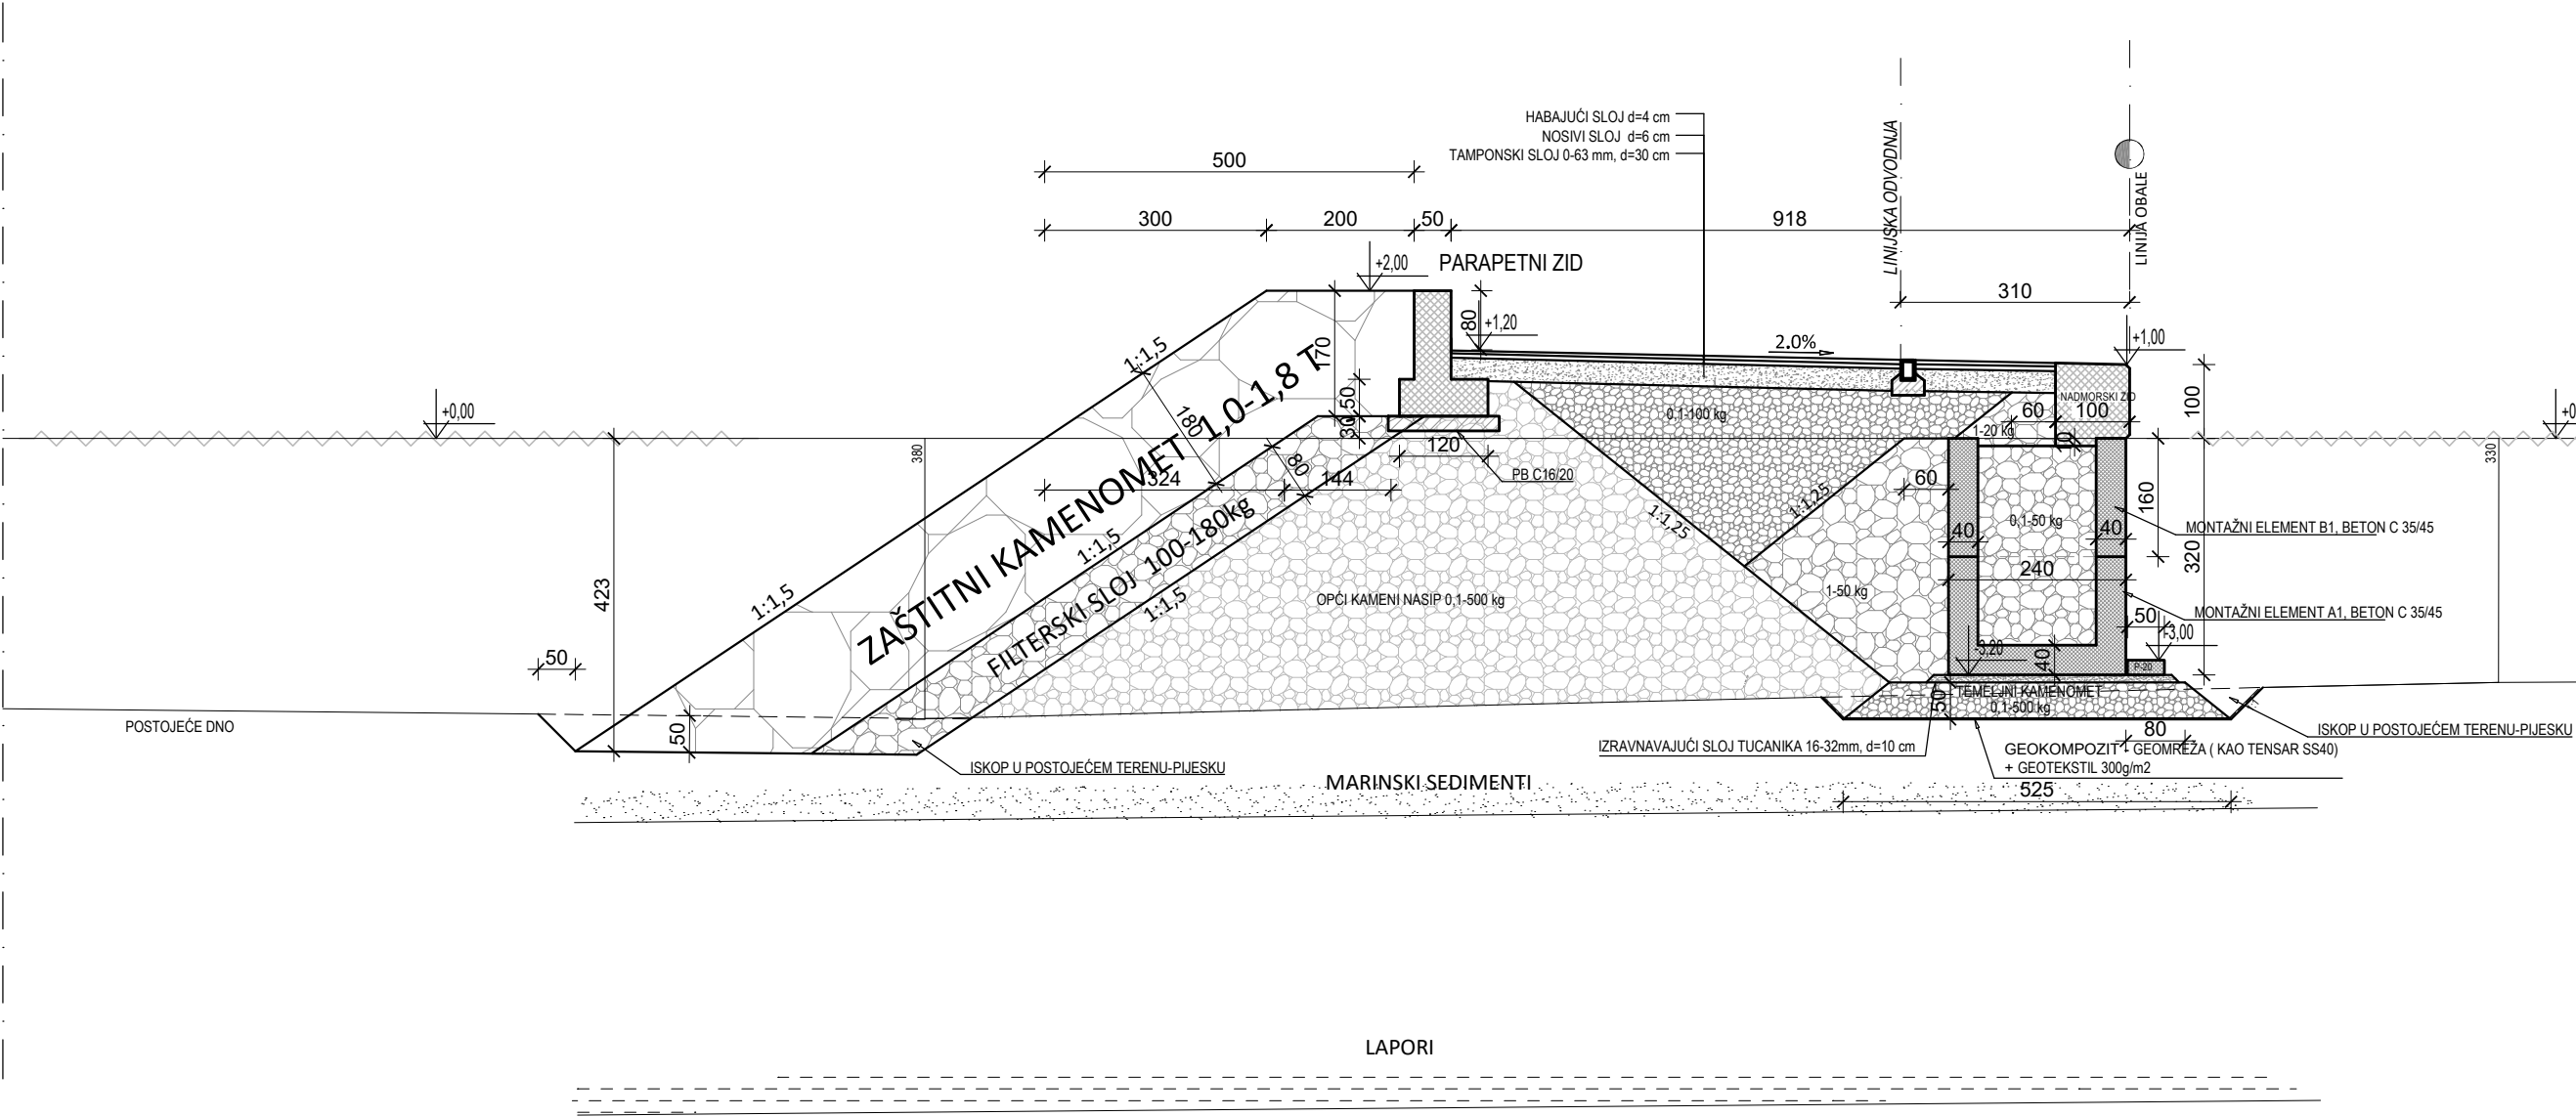 HABAJUĆI SLOJ d=4 cm
NOSIVI SLOJ d=6 cm
TAMPONSKI SLOJ 0-63 mm, d=30 cm
LINIJSKA ODVODNJA
LINIJA OBALE
500
300
200
50
918
310
+2,00
PARAPETNI ZID
80
+1,20
2.0%
+1,00
1:1,5
170
50
30
180
80
+0,00
380
324
144
120
PB C16/20
0,1-100 kg
NADMORSKI ZID
60
100
10
1-20 kg
100
+0
330
60
1:1,25
1:1,25
40
0,1-50 kg
40
160
320
MONTAŽNI ELEMENT B1, BETON C 35/45
240
MONTAŽNI ELEMENT A1, BETON C 35/45
50
-3,00
P-20
-3,20
40
1-50 kg
ZAŠTITNI KAMENOMET 1,0-1,8 T
FILTERSKI SLOJ 100-180kg
1:1,5
1:1,5
1:1,5
OPĆI KAMENI NASIP 0,1-500 kg
423
50
50
POSTOJEĆE DNO
TEMELJNI KAMENOMET
0,1-500 kg
50
80
ISKOP U POSTOJEĆEM TERENU-PIJESKU
IZRAVNAVAJUĆI SLOJ TUCANIKA 16-32mm, d=10 cm
GEOKOMPOZIT - GEOMREŽA ( KAO TENSAR SS40)
+ GEOTEKSTIL 300g/m2
ISKOP U POSTOJEĆEM TERENU-PIJESKU
MARINSKI SEDIMENTI
525
LAPORI